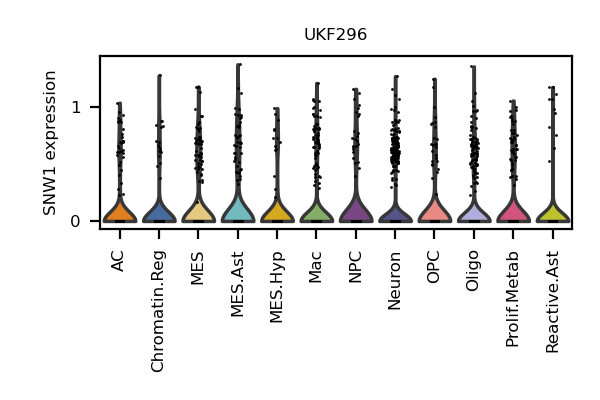 UKF296
SNW1 expression
1
0
AC
Chromatin.Reg
MES
MES.Ast
MES.Hyp
Mac
NPC
Neuron
OPC
Oligo
Prolif.Metab
Reactive.Ast